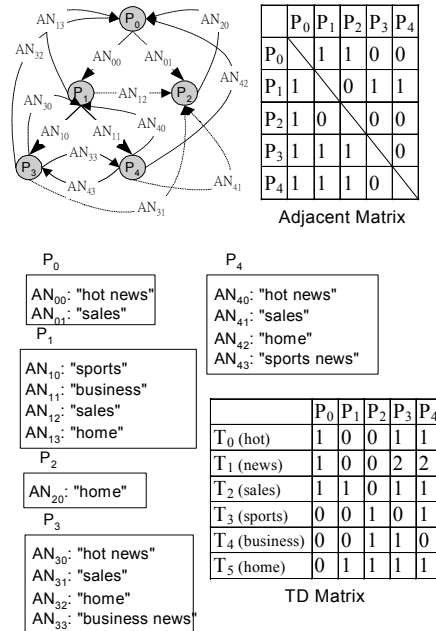 AN13
P0
AN20
AN32
AN00
AN01
AN42
AN30
P1
AN12
P2
AN10
AN11
AN40
AN33
P3
P4
AN43
AN41
AN31
P0 P1 P2 P3 P4
P0 1 1 0 0
P1 1 0 1 1
P2 1 0 0 0
P3 1 1 1 0
P4 1 1 1 0
Adjacent Matrix
P0
AN00: "hot news"
AN01: "sales"
P1
AN10: "sports"
AN11: "business"
AN12: "sales"
AN13: "home"
P2
AN20: "home"
P3
AN30: "hot news"
AN31: "sales"
AN32: "home"
AN33: "business news"
P4
AN40: "hot news"
AN41: "sales"
AN42: "home"
AN43: "sports news"
P0 P1 P2 P3 P4
T0 (hot) 1 0 0 1 1
T1 (news) 1 0 0 2 2
T2 (sales) 1 1 0 1 1
T3 (sports) 0 0 1 0 1
T4 (business) 0 0 1 1 0
T5 (home) 0 1 1 1 1
TD Matrix